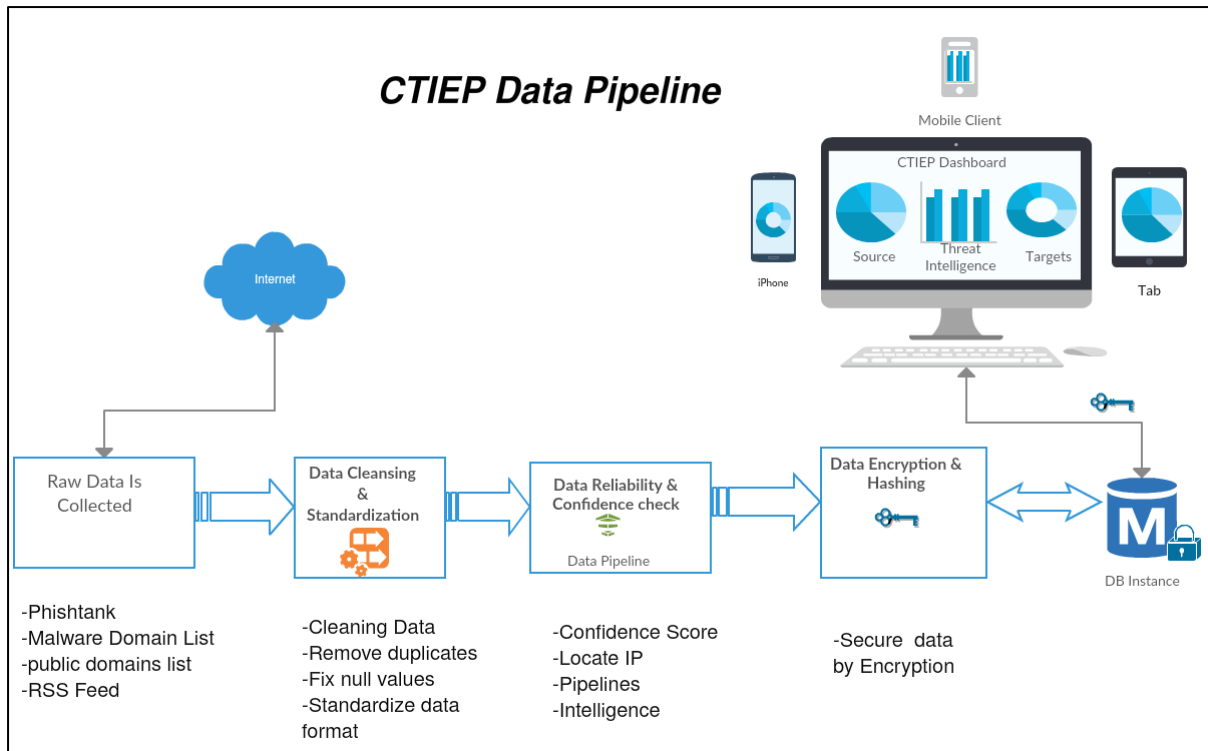 CTIEP Data Pipeline
Mobile Client
CTIEP Dashboard
Source
Threat
Intelligence
Targets
iPhone
Tab
Internet
Raw Data Is
Collected
Data Cleansing
&
Standardization
Data Reliability &
Confidence check
Data Pipeline
Data Encryption &
Hashing
M
DB Instance
-Phishtank
-Malware Domain List
-public domains list
-RSS Feed
-Cleaning Data
-Remove duplicates
-Fix null values
-Standardize data
format
-Confidence Score
-Locate IP
-Pipelines
-Intelligence
-Secure data
by Encryption